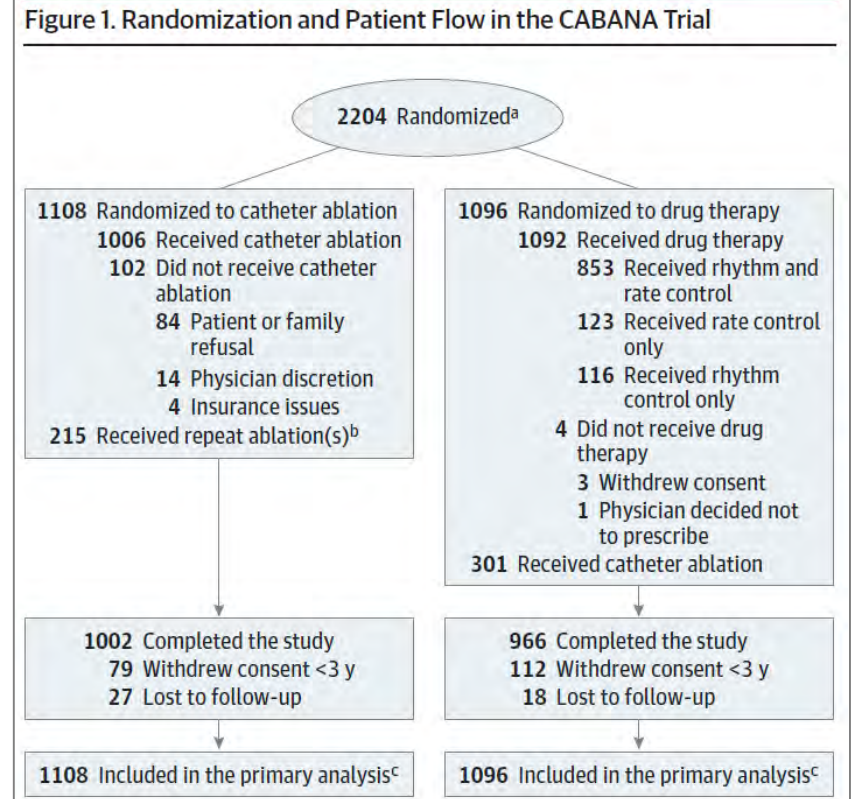 Figure 1. Randomization and Patient Flow in the CABANA Trial
2204 Randomizedᵃ
1108 Randomized to catheter ablation
1006 Received catheter ablation
102 Did not receive catheter
ablation
84 Patient or family
refusal
14 Physician discretion
4 Insurance issues
215 Received repeat ablation(s)ᵇ
1096 Randomized to drug therapy
1092 Received drug therapy
853 Received rhythm and
rate control
123 Received rate control
only
116 Received rhythm
control only
4 Did not receive drug
therapy
3 Withdrew consent
1 Physician decided not
to prescribe
301 Received catheter ablation
1002 Completed the study
79 Withdrew consent <3 y
27 Lost to follow-up
966 Completed the study
112 Withdrew consent <3 y
18 Lost to follow-up
1108 Included in the primary analysisᶜ
1096 Included in the primary analysisᶜ